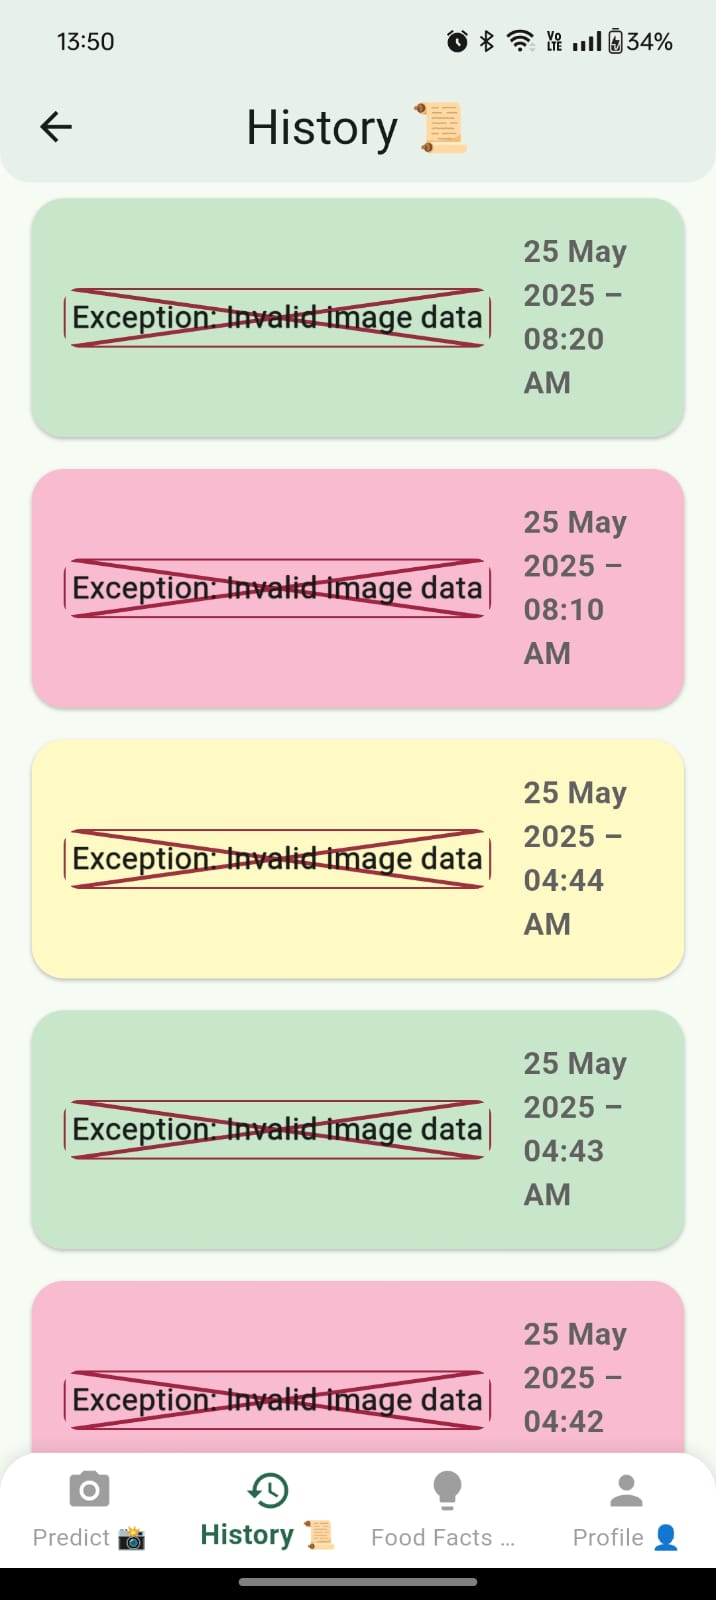 13:50
Vo LTE 34%
History 📜
Exception: Invalid image data
25 May
2025 –
08:20
AM
Exception: Invalid image data
25 May
2025 –
08:10
AM
Exception: Invalid image data
25 May
2025 –
04:44
AM
Exception: Invalid image data
25 May
2025 –
04:43
AM
Exception: Invalid image data
25 May
2025 –
04:42
Predict 📸 History 📜 Food Facts ... Profile 👤